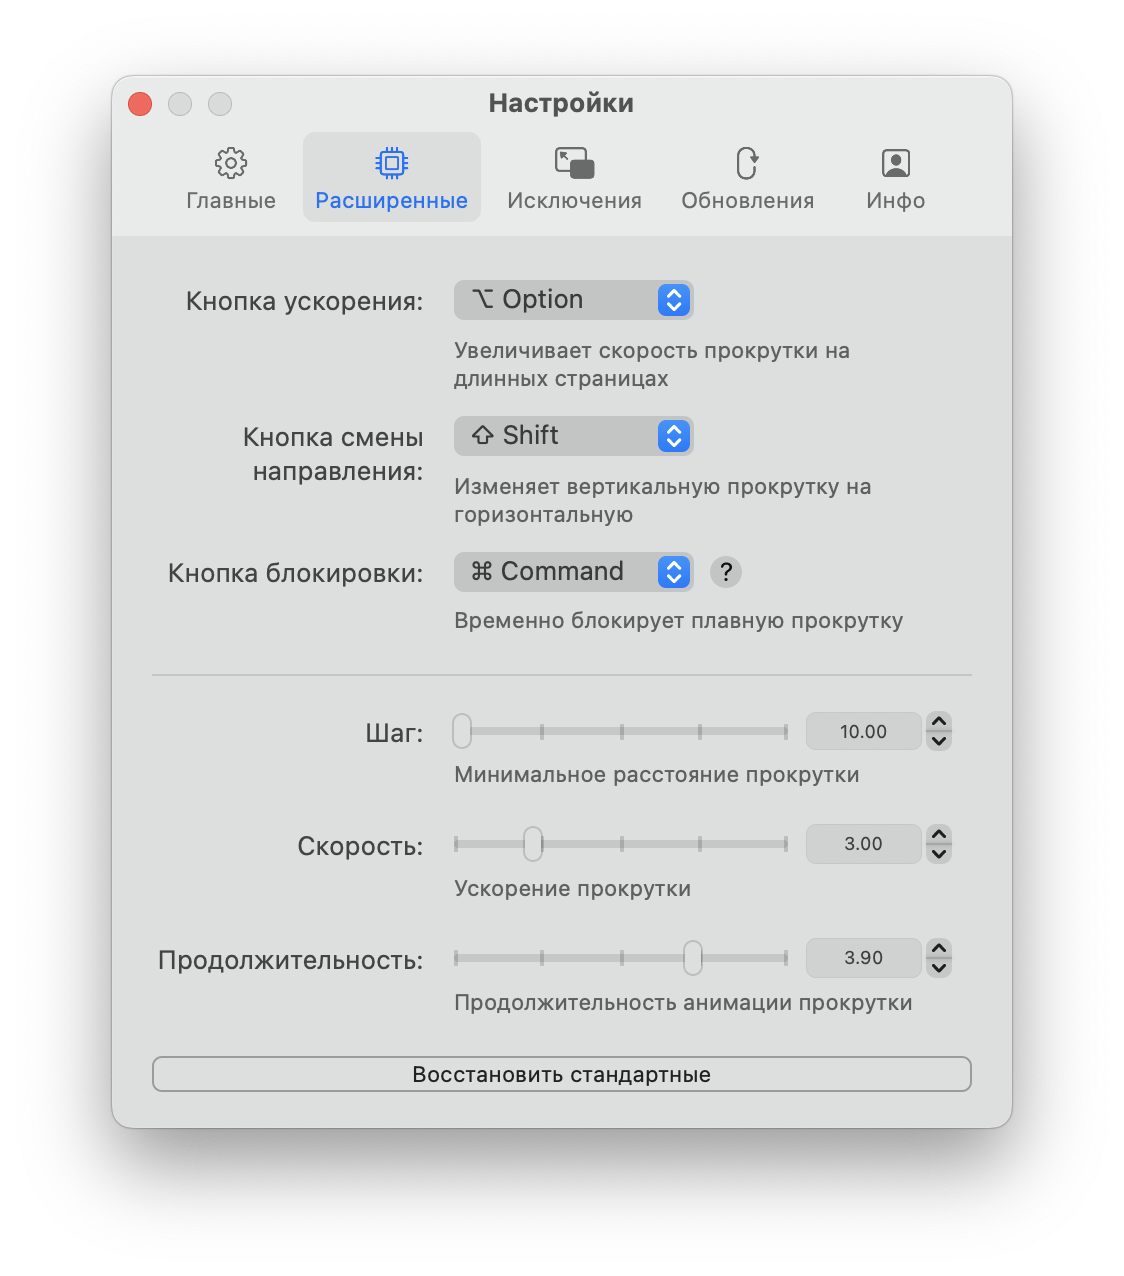 Настройки
Главные
Расширенные
Исключения
Обновления
Инфо
Кнопка ускорения:
⌥ Option
Увеличивает скорость прокрутки на
длинных страницах
Кнопка смены
направления:
⇧ Shift
Изменяет вертикальную прокрутку на
горизонтальную
Кнопка блокировки:
⌘ Command
?
Временно блокирует плавную прокрутку
Шаг:
10.00
Минимальное расстояние прокрутки
Скорость:
3.00
Ускорение прокрутки
Продолжительность:
3.90
Продолжительность анимации прокрутки
Восстановить стандартные